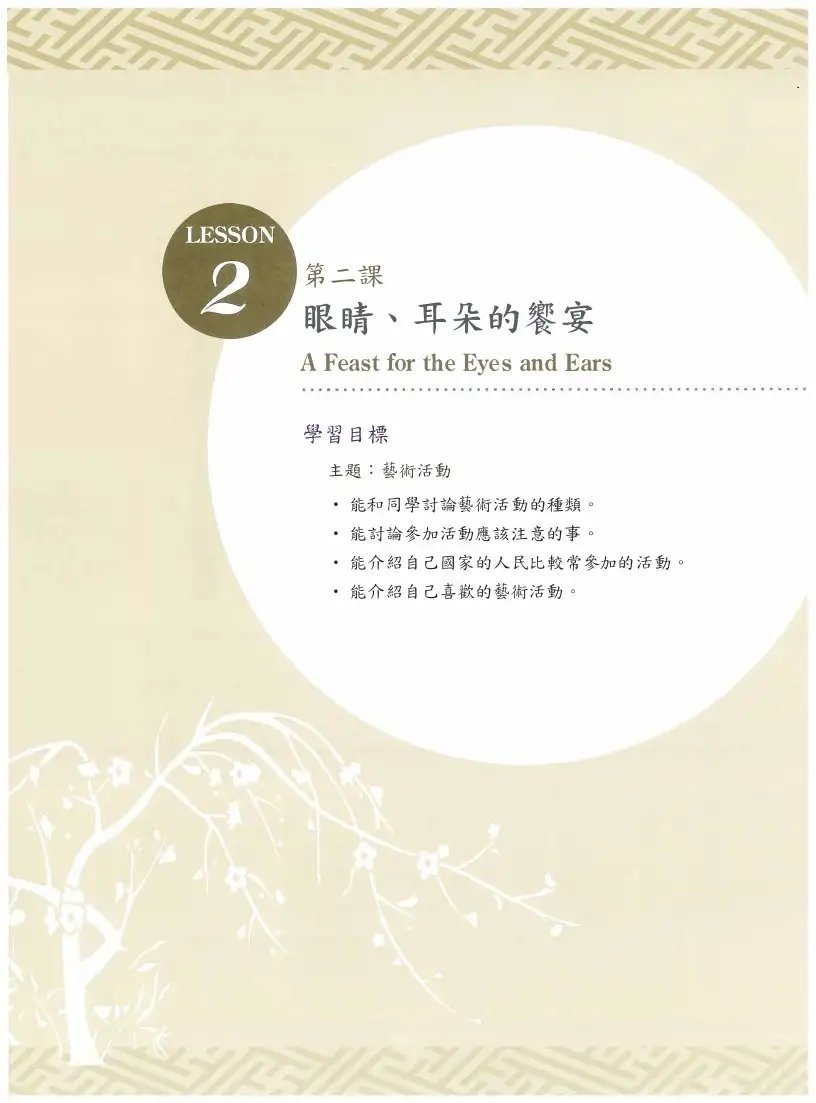 LESSON
2
第二課
眼睛、耳朵的饗宴
A Feast for the Eyes and Ears
學習目標
主題：藝術活動
・能和同學討論藝術活動的種類。
・能討論參加活動應該注意的事。
・能介紹自己國家的人民比較常參加的活動。
・能介紹自己喜歡的藝術活動。